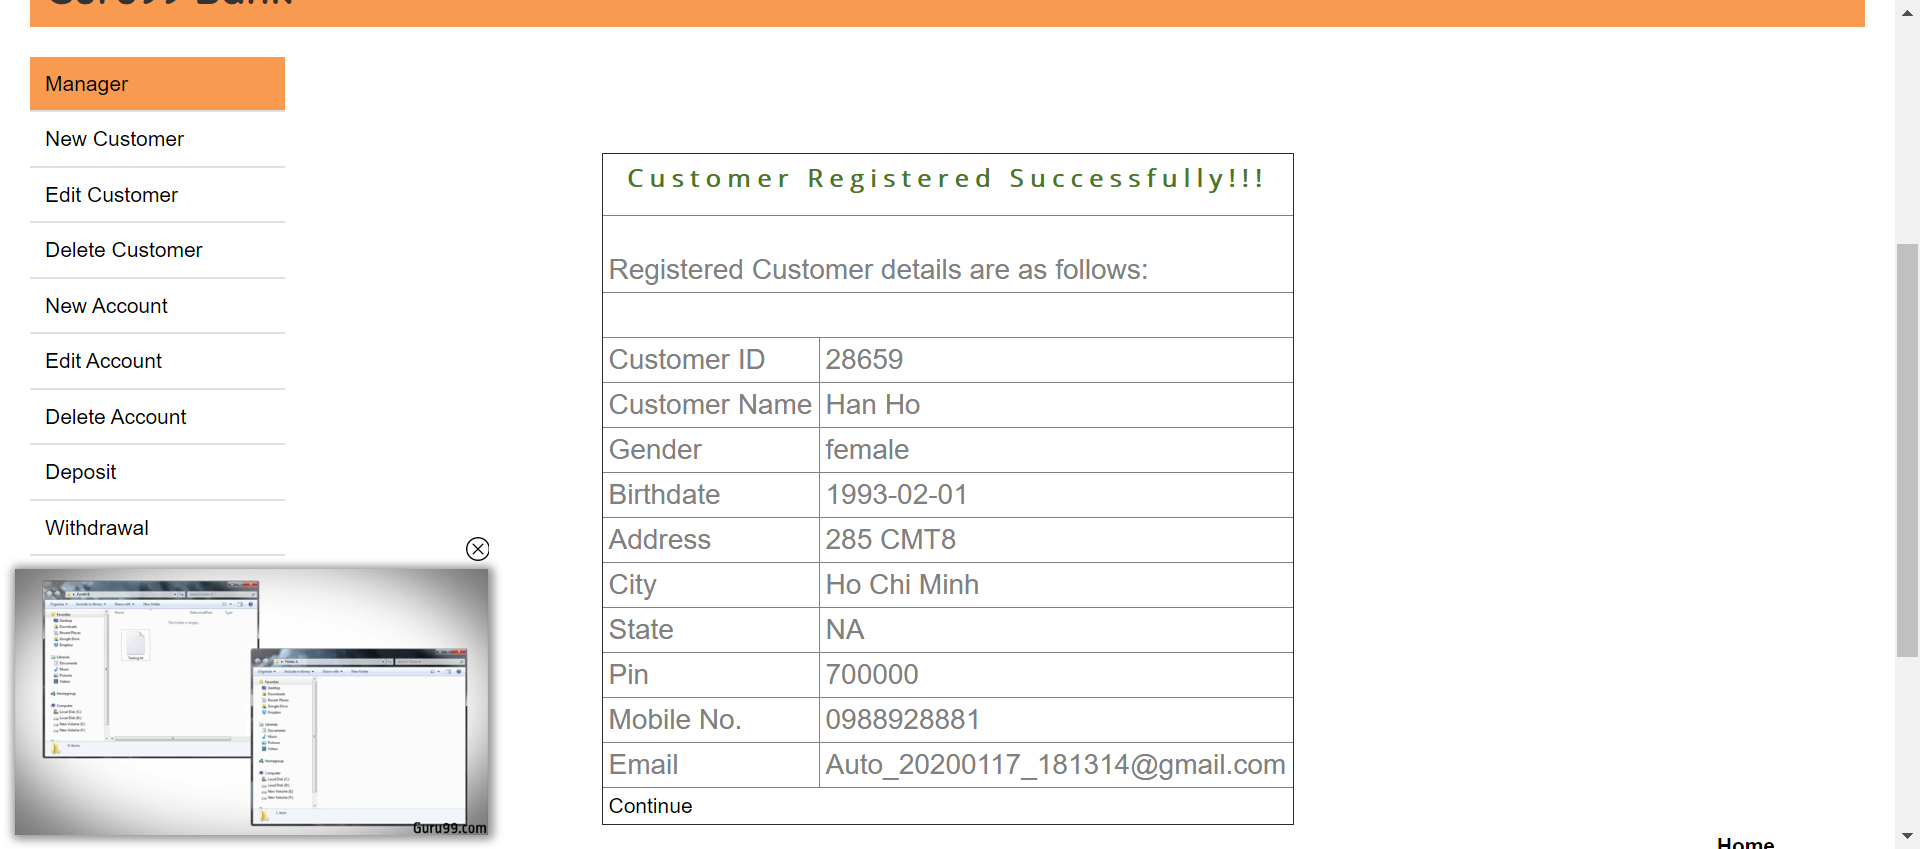 Guru99 Bank
Manager
New Customer
Edit Customer
Delete Customer
New Account
Edit Account
Delete Account
Deposit
Withdrawal
Customer Registered Successfully!!!
Registered Customer details are as follows:
Customer ID 28659
Customer Name Han Ho
Gender female
Birthdate 1993-02-01
Address 285 CMT8
City Ho Chi Minh
State NA
Pin 700000
Mobile No. 0988928881
Email Auto_20200117_181314@gmail.com
Continue
Guru99.com
Home